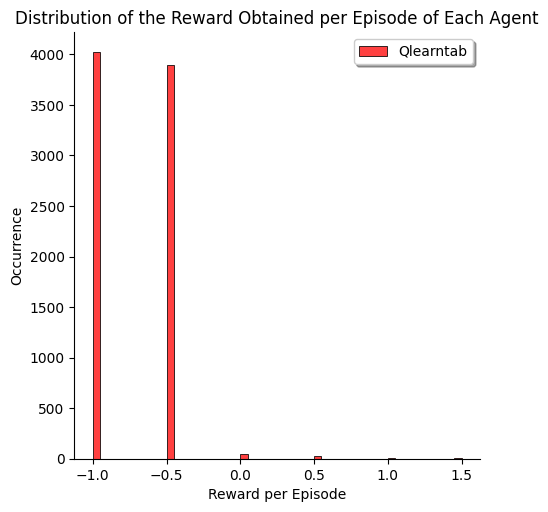 Distribution of the Reward Obtained per Episode of Each Agent
Qlearntab
4000
3500
3000
2500
2000
1500
1000
500
0
Occurrence
−1.0 −0.5 0.0 0.5 1.0 1.5
Reward per Episode